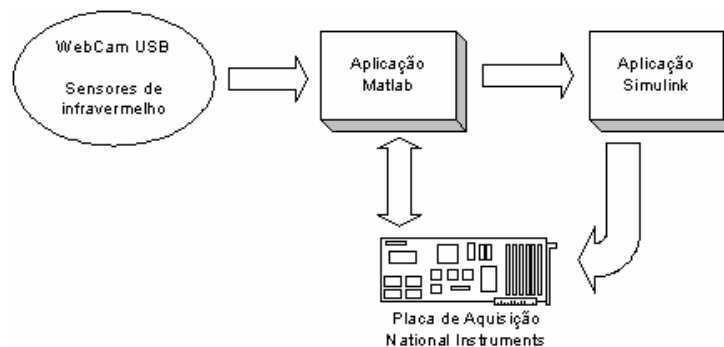 WebCam USB
Sensores de
infravermelho
Aplicação
Matlab
Aplicação
Simulink
Placa de Aquisição
National Instruments